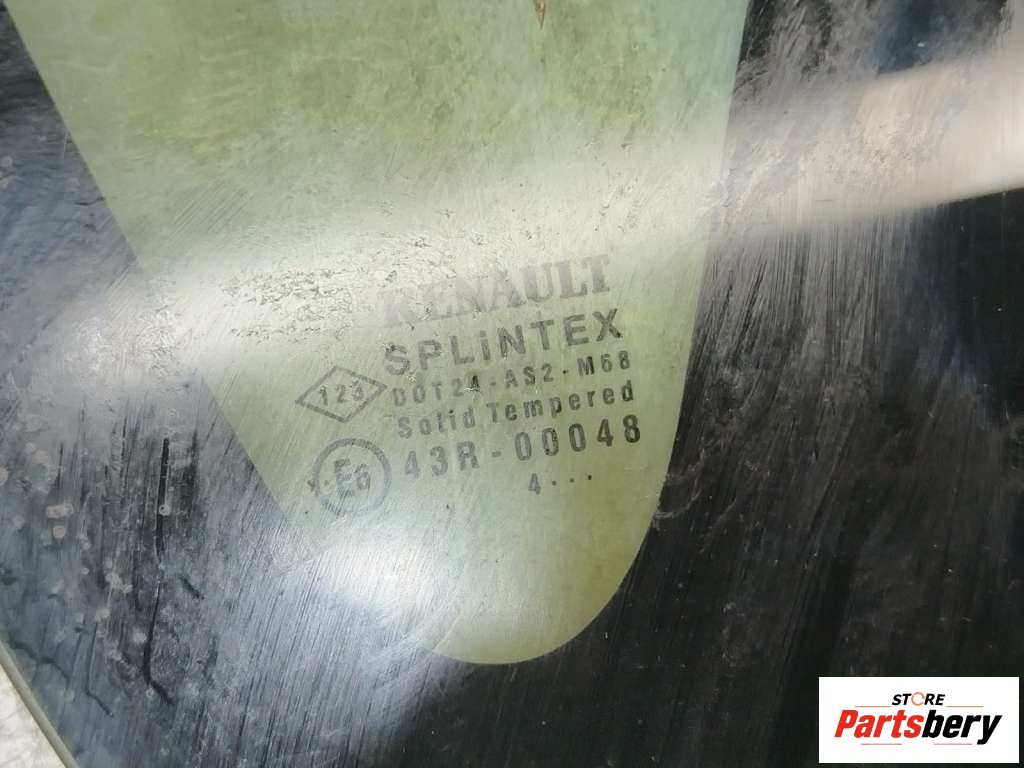 RENAULT
SPLiNTEX
123
DOT24-AS2-M68
Solid Tempered
E6
43R-00048
4...
STORE
Partsbery